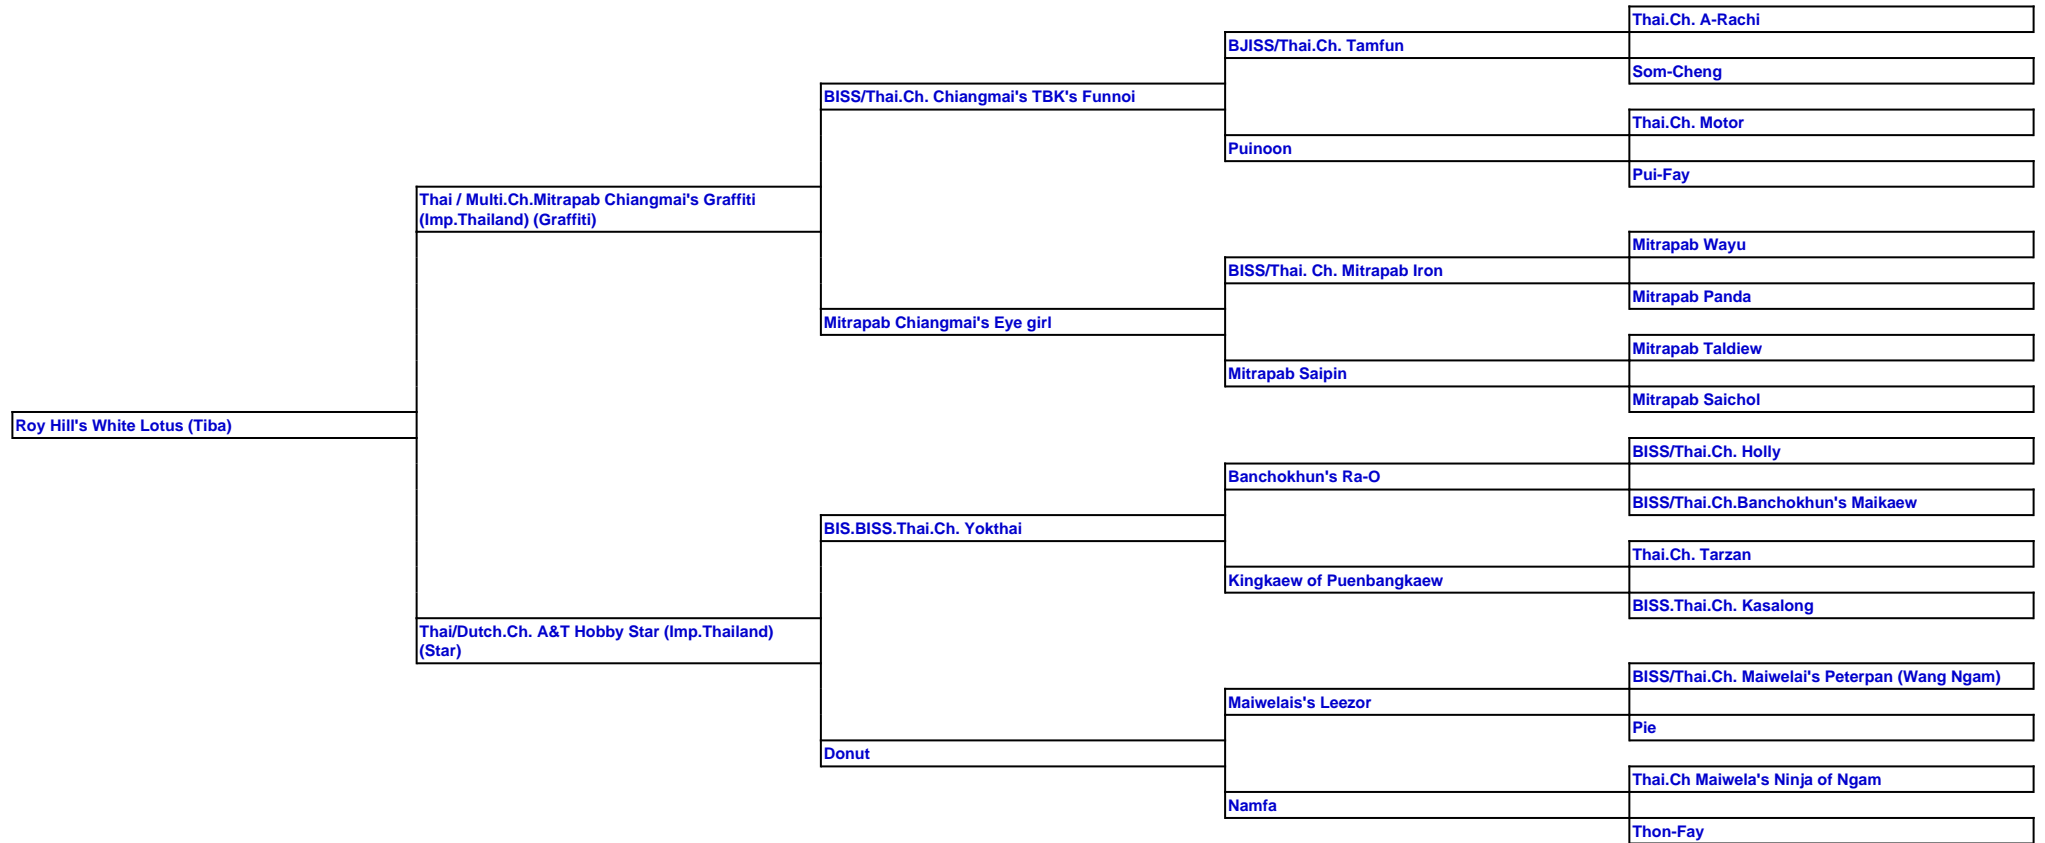 Thai.Ch. A-Rachi
BJISS/Thai.Ch. Tamfun
Som-Cheng
BISS/Thai.Ch. Chiangmai's TBK's Funnoi
Thai.Ch. Motor
Puinoon
Pui-Fay
Thai / Multi.Ch.Mitrapab Chiangmai's Graffiti
(Imp.Thailand) (Graffiti)
Mitrapab Wayu
BISS/Thai. Ch. Mitrapab Iron
Mitrapab Panda
Mitrapab Chiangmai's Eye girl
Mitrapab Taldiew
Mitrapab Saipin
Mitrapab Saichol
Roy Hill's White Lotus (Tiba)
BISS/Thai.Ch. Holly
Banchokhun's Ra-O
BISS/Thai.Ch.Banchokhun's Maikaew
BIS.BISS.Thai.Ch. Yokthai
Thai.Ch. Tarzan
Kingkaew of Puenbangkaew
BISS.Thai.Ch. Kasalong
Thai/Dutch.Ch. A&T Hobby Star (Imp.Thailand)
(Star)
BISS/Thai.Ch. Maiwelai's Peterpan (Wang Ngam)
Maiwelais's Leezor
Pie
Donut
Thai.Ch Maiwela's Ninja of Ngam
Namfa
Thon-Fay